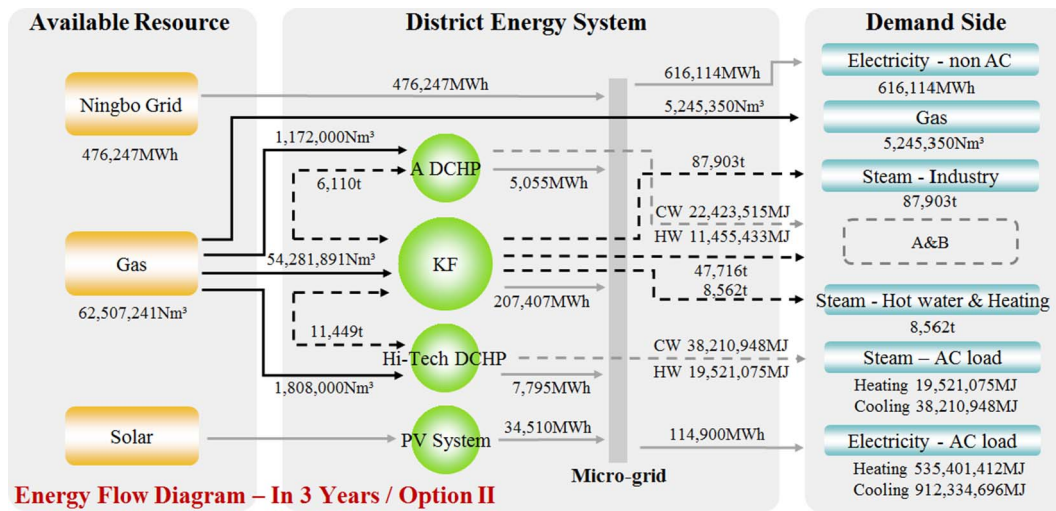 Available Resource
District Energy System
Demand Side
Ningbo Grid
476,247MWh
476,247MWh
616,114MWh
Electricity - non AC
616,114MWh
5,245,350Nm³
Gas
5,245,350Nm³
1,172,000Nm³
A DCHP
6,110t
5,055MWh
87,903t
Steam - Industry
87,903t
CW 22,423,515MJ
HW 11,455,433MJ
A&B
Gas
62,507,241Nm³
54,281,891Nm³
KF
207,407MWh
47,716t
8,562t
Steam - Hot water & Heating
8,562t
11,449t
Hi-Tech DCHP
1,808,000Nm³
7,795MWh
CW 38,210,948MJ
HW 19,521,075MJ
Steam – AC load
Heating 19,521,075MJ
Cooling 38,210,948MJ
Solar
PV System
34,510MWh
114,900MWh
Electricity - AC load
Heating 535,401,412MJ
Cooling 912,334,696MJ
Micro-grid
Energy Flow Diagram – In 3 Years / Option II